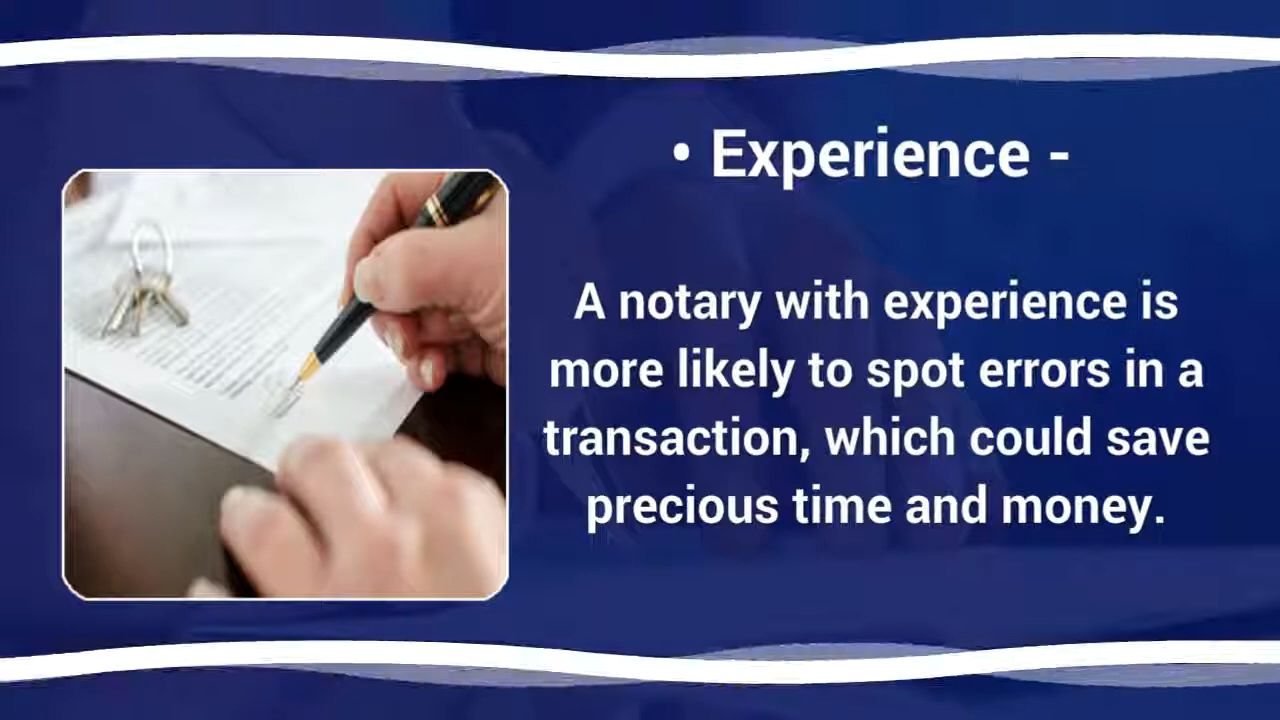 • Experience -
A notary with experience is
more likely to spot errors in a
transaction, which could save
precious time and money.